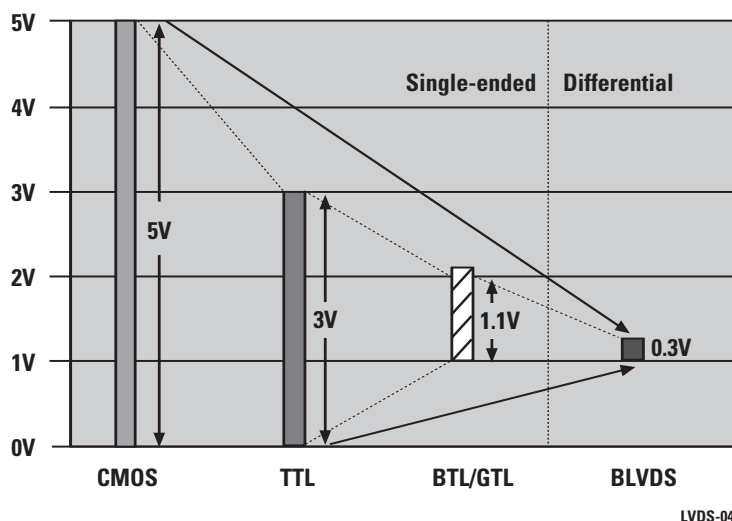 5V
Single-ended
Differential
4V
3V
5V
2V
3V
1.1V
0.3V
1V
0V
CMOS
TTL
BTL/GTL
BLVDS
LVDS-04